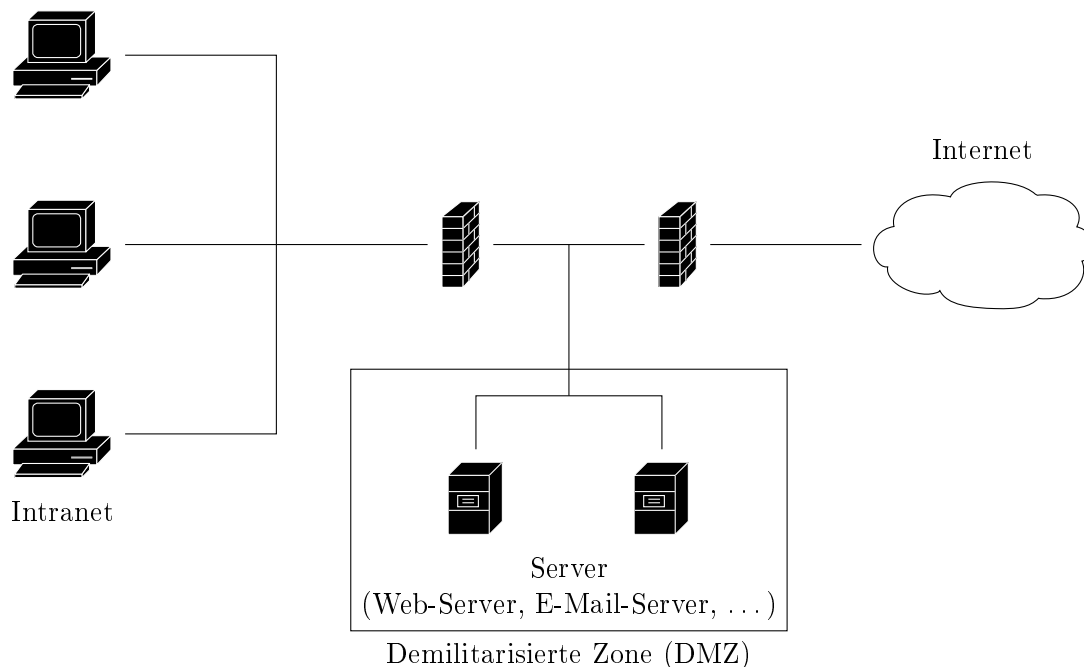 Internet
Intranet
Server
(Web-Server, E-Mail-Server, ...)
Demilitarisierte Zone (DMZ)